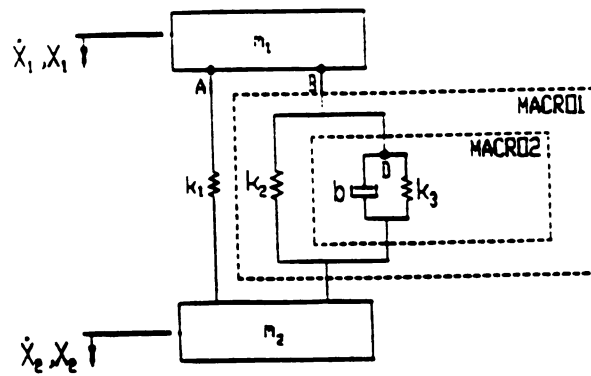 m₁
Ẋ₁ ,X₁
A
B
MACRO1
MACRO2
D
k₁
k₂
b
k₃
m₂
Ẋ₂,X₂